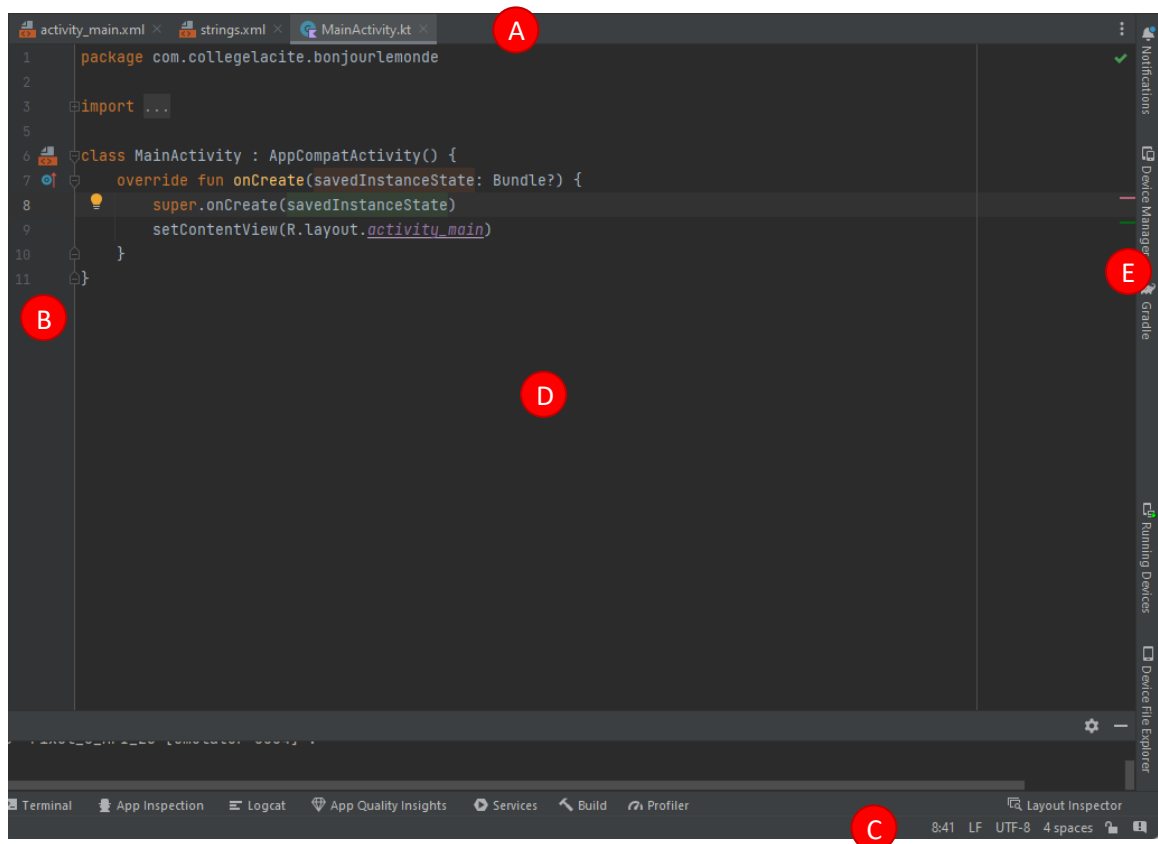 activity_main.xml strings.xml MainActivity.kt A
1 package com.collegelacite.bonjourlemonde
2
3 import ...
5
6 class MainActivity : AppCompatActivity() {
7 override fun onCreate(savedInstanceState: Bundle?) {
8 super.onCreate(savedInstanceState)
9 setContentView(R.layout.activity_main)
10 }
11 }
B
D
Notifications
Device Manager
E
Gradle
Running Devices
Device File Explorer
Terminal App Inspection Logcat App Quality Insights Services Build Profiler Layout Inspector
C 8:41 LF UTF-8 4 spaces